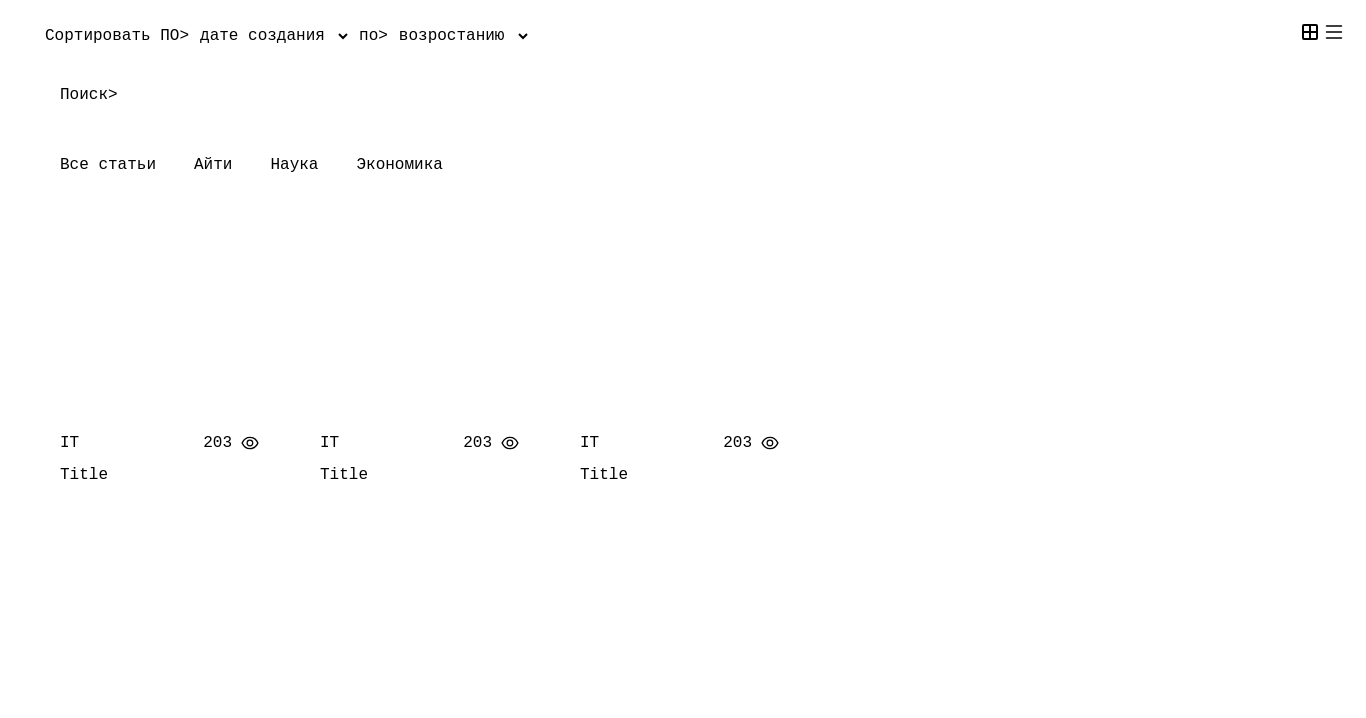 Сортировать ПО> дате создания по> возростанию
Поиск>
Все статьи Айти Наука Экономика
IT 203 IT 203 IT 203
Title Title Title